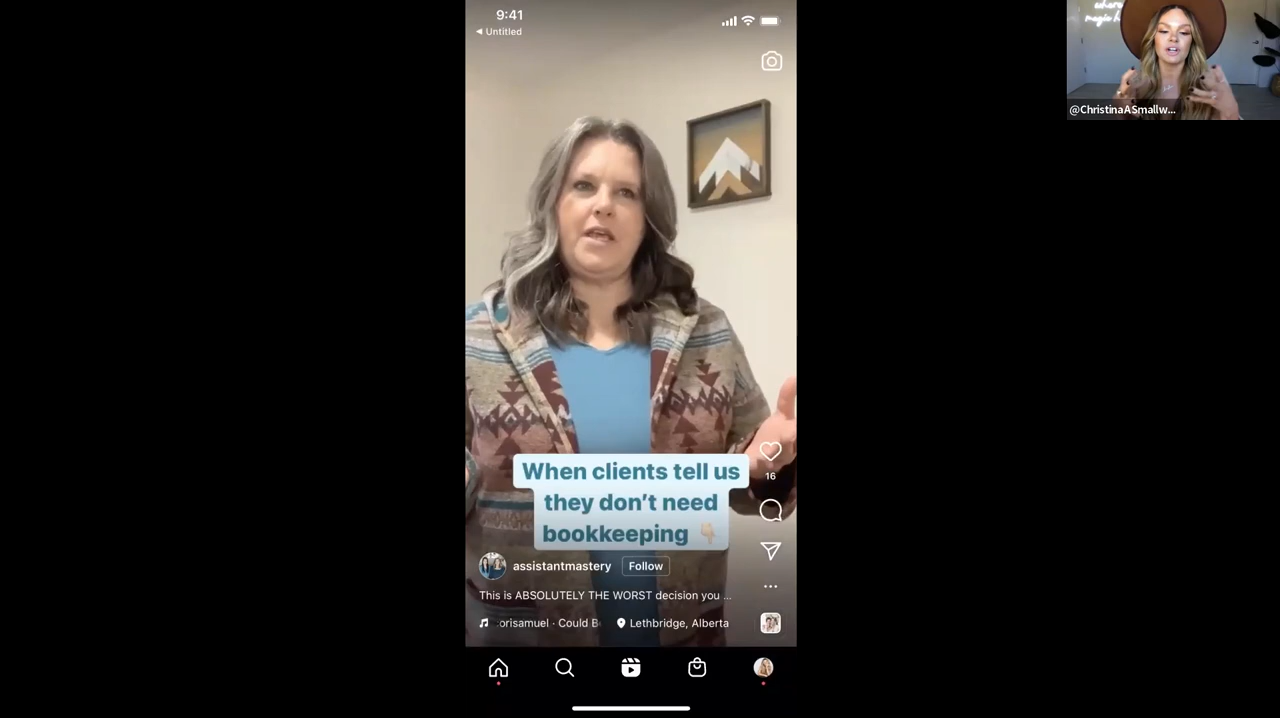 9:41
◀ Untitled
@ChristinaASmallw...
When clients tell us
they don't need
bookkeeping 👇🏼
16
assistantmastery Follow
This is ABSOLUTELY THE WORST decision you ...
orisamuel · Could B
Lethbridge, Alberta